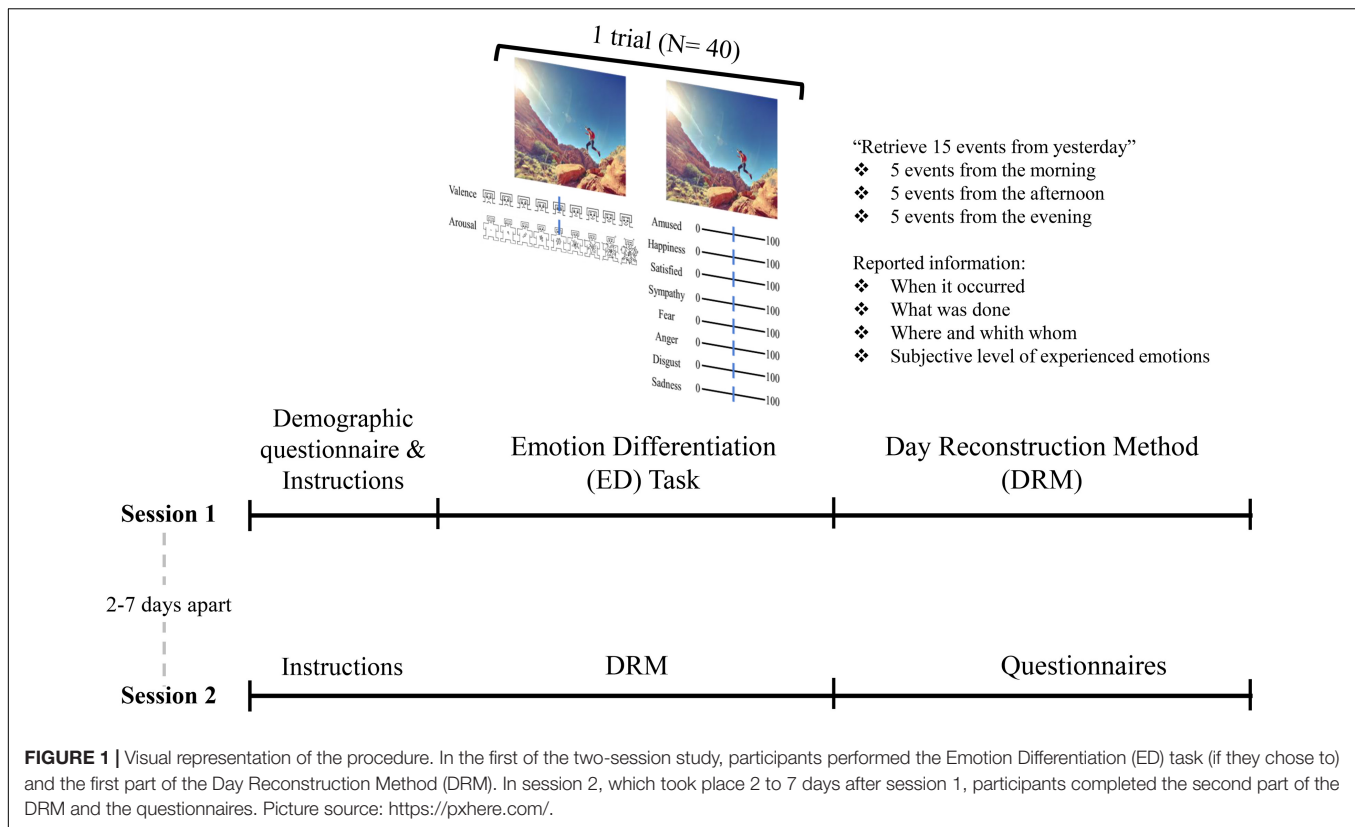 1 trial (N= 40)
Valence
Arousal
Amused 0 100
Happiness 0 100
Satisfied 0 100
Sympathy 0 100
Fear 0 100
Anger 0 100
Disgust 0 100
Sadness 0 100
“Retrieve 15 events from yesterday”
❖ 5 events from the morning
❖ 5 events from the afternoon
❖ 5 events from the evening
Reported information:
❖ When it occurred
❖ What was done
❖ Where and whith whom
❖ Subjective level of experienced emotions
Demographic
questionnaire &
Instructions
Emotion Differentiation
(ED) Task
Day Reconstruction Method
(DRM)
Session 1
2-7 days apart
Instructions
DRM
Questionnaires
Session 2
FIGURE 1 | Visual representation of the procedure. In the first of the two-session study, participants performed the Emotion Differentiation (ED) task (if they chose to)
and the first part of the Day Reconstruction Method (DRM). In session 2, which took place 2 to 7 days after session 1, participants completed the second part of the
DRM and the questionnaires. Picture source: https://pxhere.com/.